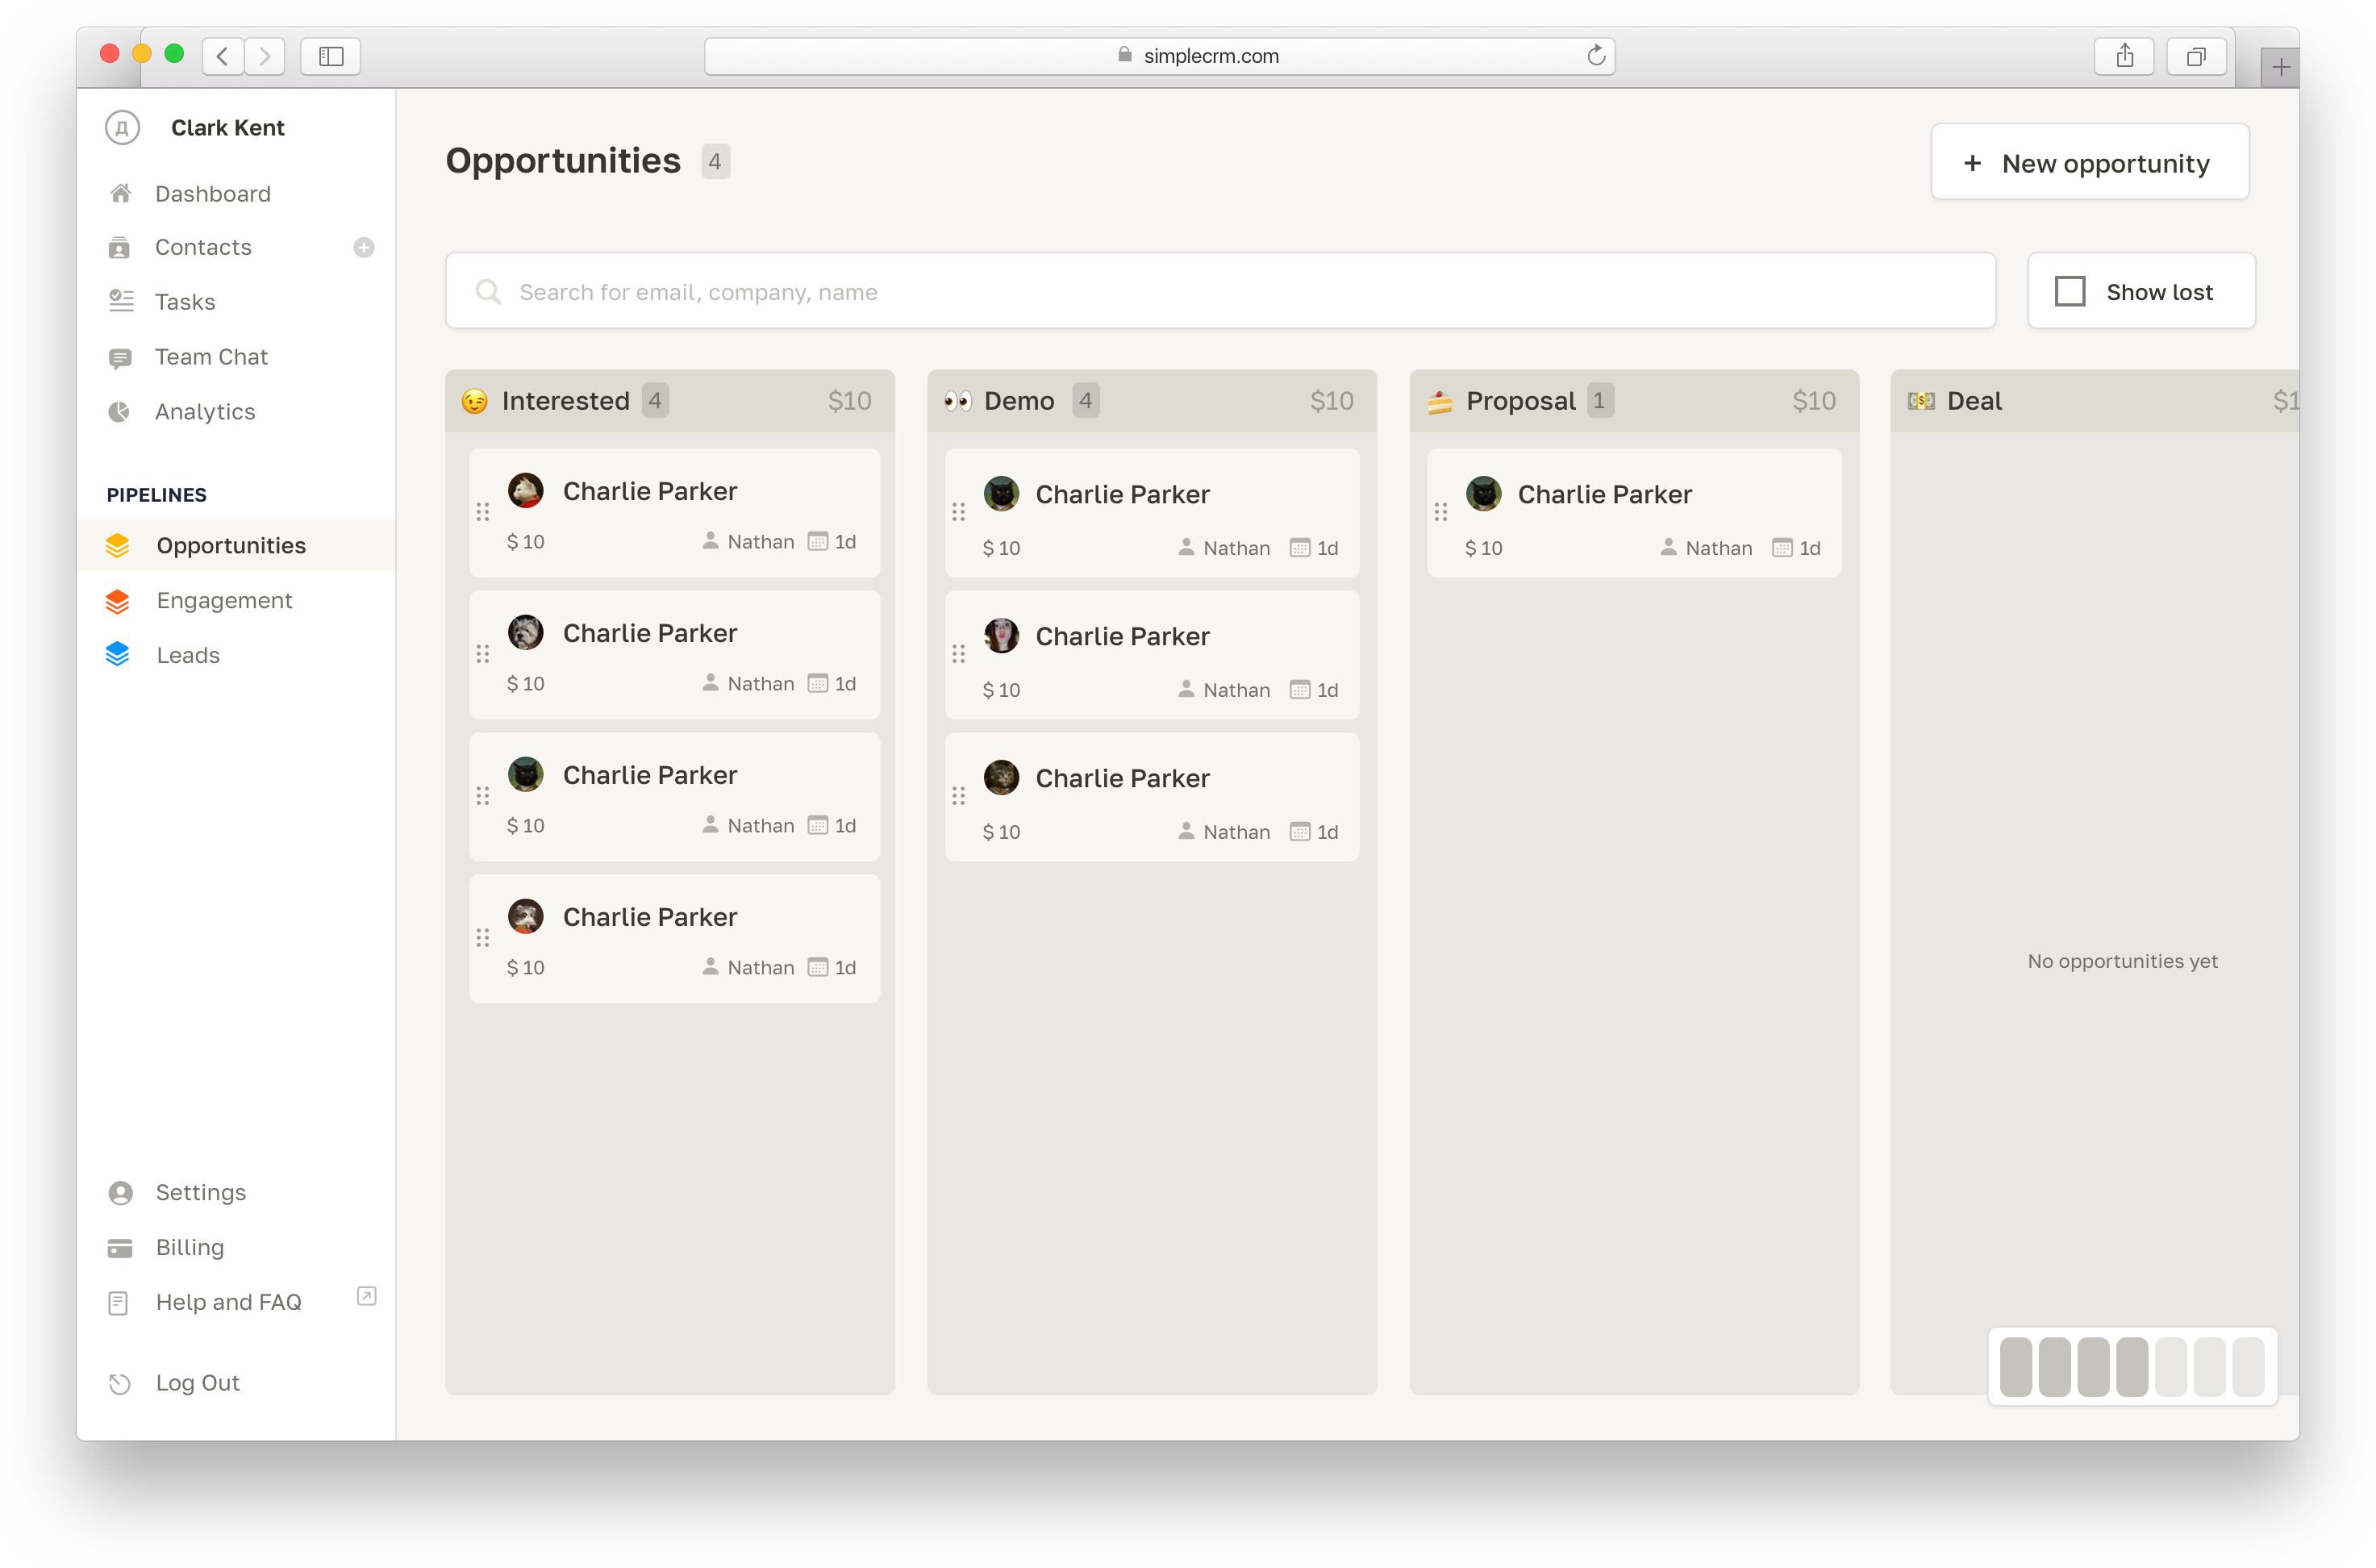 simplecrm.com
Д Clark Kent
Dashboard
Contacts
Tasks
Team Chat
Analytics
PIPELINES
Opportunities
Engagement
Leads
Settings
Billing
Help and FAQ
Log Out
Opportunities 4
+ New opportunity
Search for email, company, name
Show lost
😉 Interested 4 $10
Charlie Parker
$ 10 Nathan 1d
Charlie Parker
$ 10 Nathan 1d
Charlie Parker
$ 10 Nathan 1d
Charlie Parker
$ 10 Nathan 1d
👀 Demo 4 $10
Charlie Parker
$ 10 Nathan 1d
Charlie Parker
$ 10 Nathan 1d
Charlie Parker
$ 10 Nathan 1d
🍰 Proposal 1 $10
Charlie Parker
$ 10 Nathan 1d
💵 Deal $1
No opportunities yet